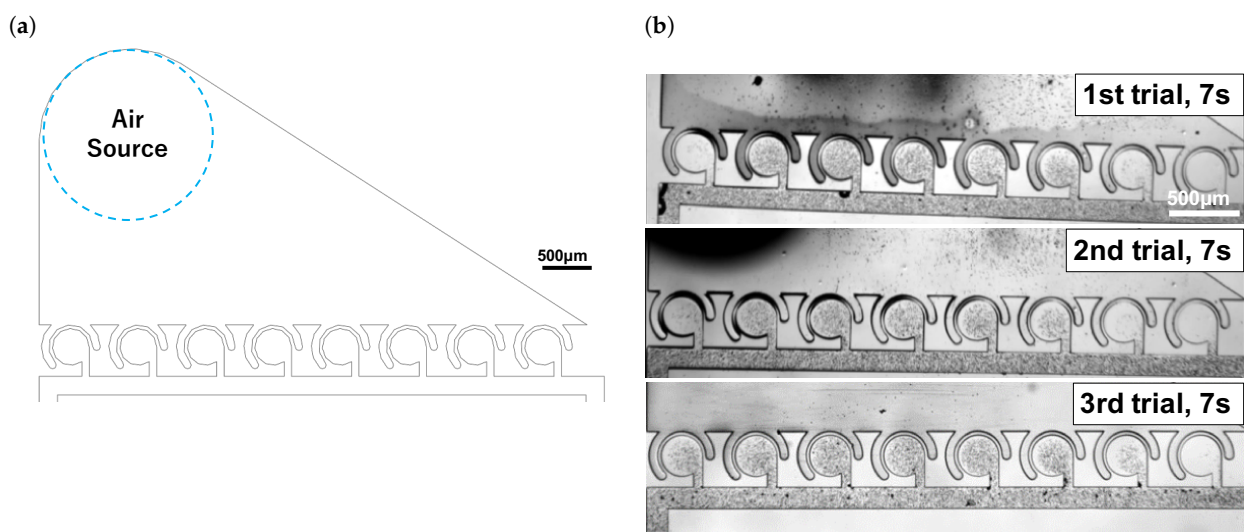 (a)
Air
Source
500μm
(b)
1st trial, 7s
500μm
2nd trial, 7s
3rd trial, 7s